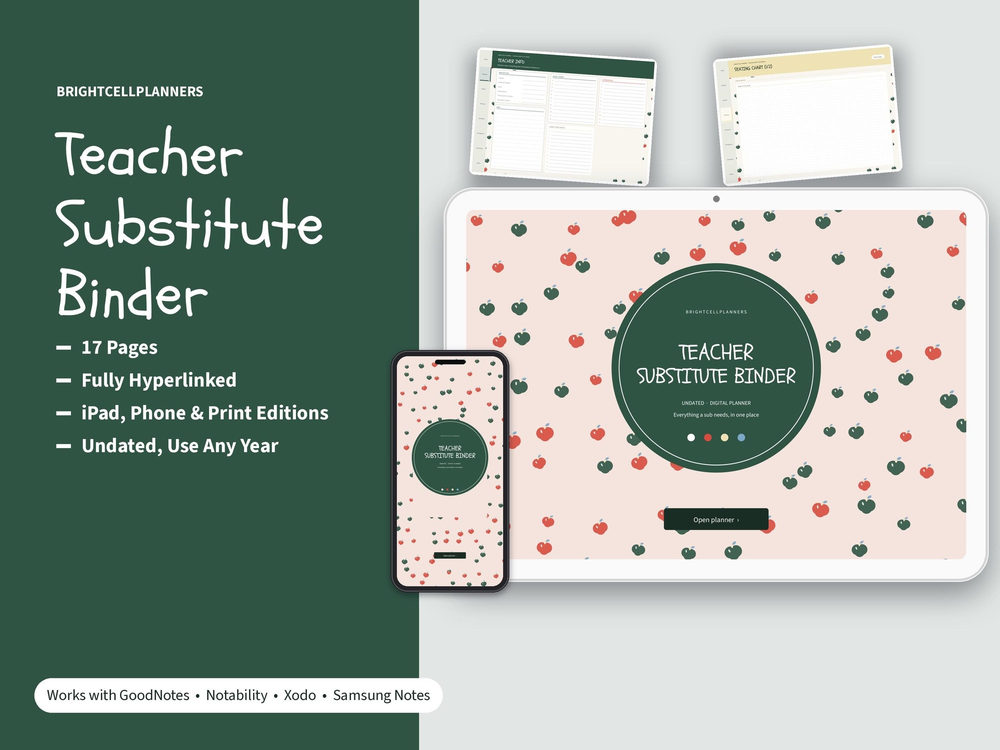 BRIGHTCELLPLANNERS
Teacher
Substitute
Binder
17 Pages
Fully Hyperlinked
iPad, Phone & Print Editions
Undated, Use Any Year
Works with GoodNotes • Notability • Xodo • Samsung Notes
TEACHER INFO
SEATING CHART (1/2)
BRIGHTCELLPLANNERS
TEACHER
SUBSTITUTE BINDER
UNDATED · DIGITAL PLANNER
Everything a sub needs, in one place
Open planner ›
TEACHER
SUBSTITUTE BINDER